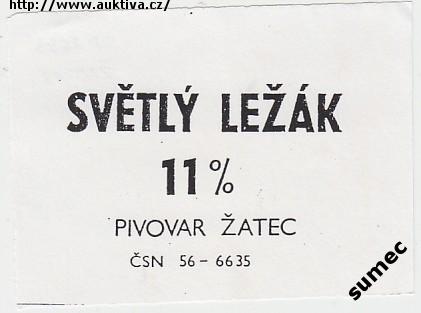 http://www.auktiva.cz/
SVĚTLÝ LEŽÁK
11%
PIVOVAR ŽATEC
ČSN 56-6635
sumec